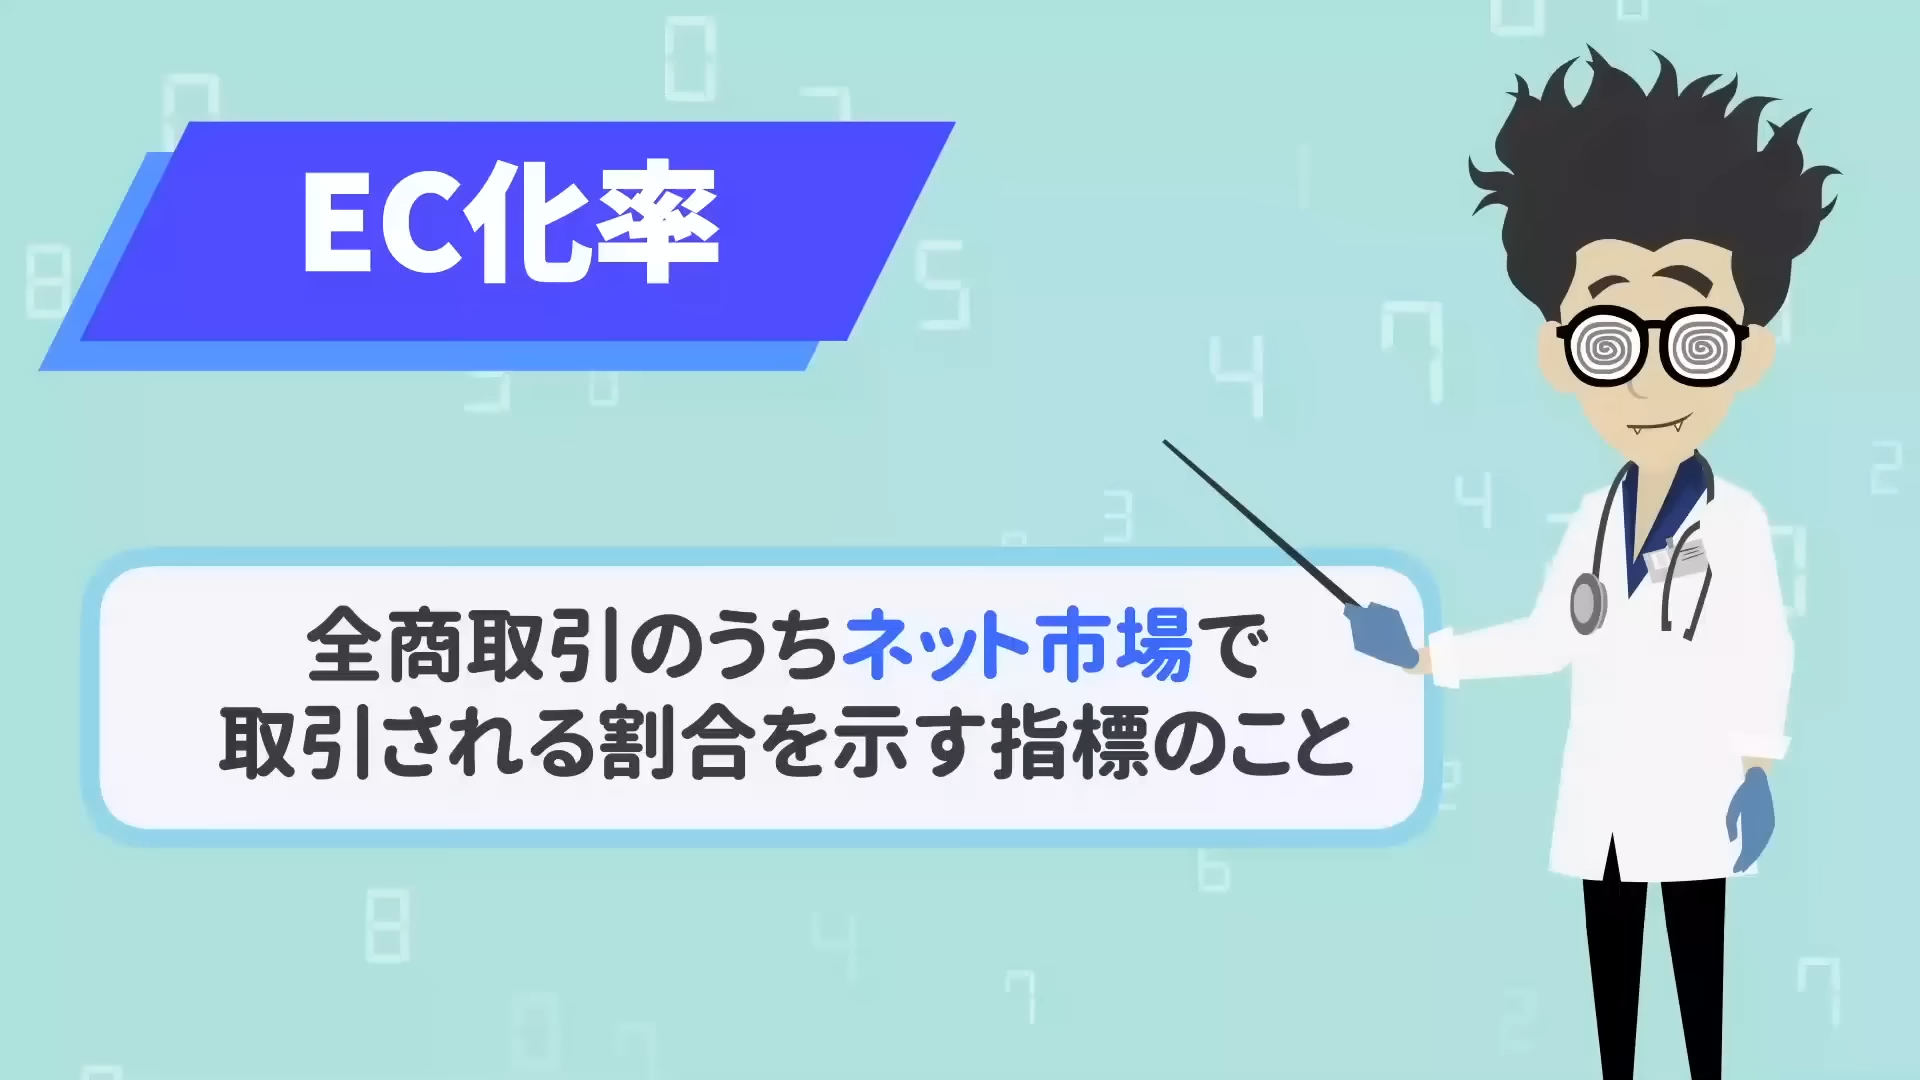 EC化率
全商取引のうちネット市場で
取引される割合を示す指標のこと